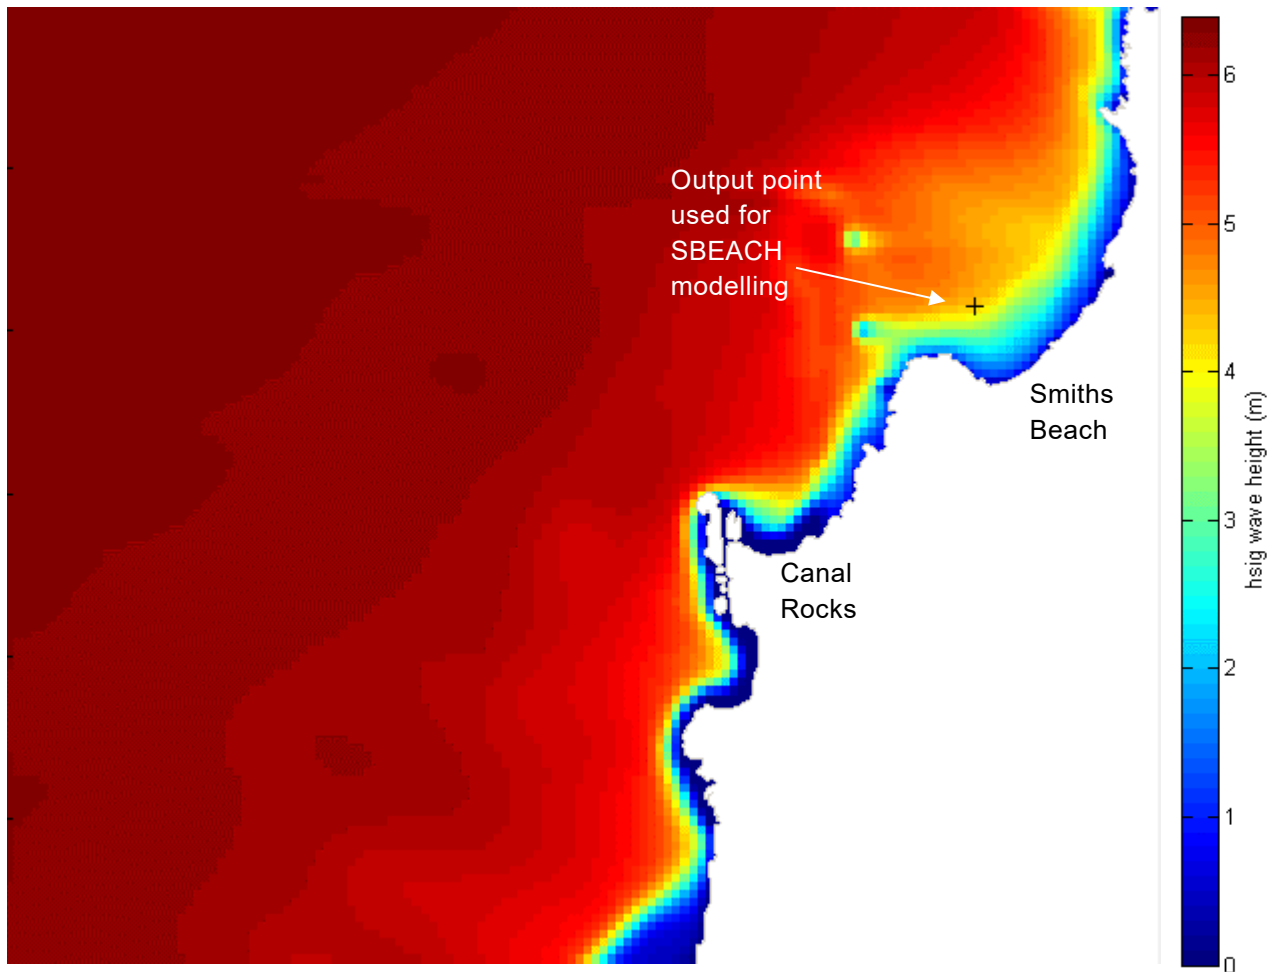 Output point
used for
SBEACH
modelling
Smiths
Beach
Canal
Rocks
6
5
4
3
2
1
0
hsig wave height (m)